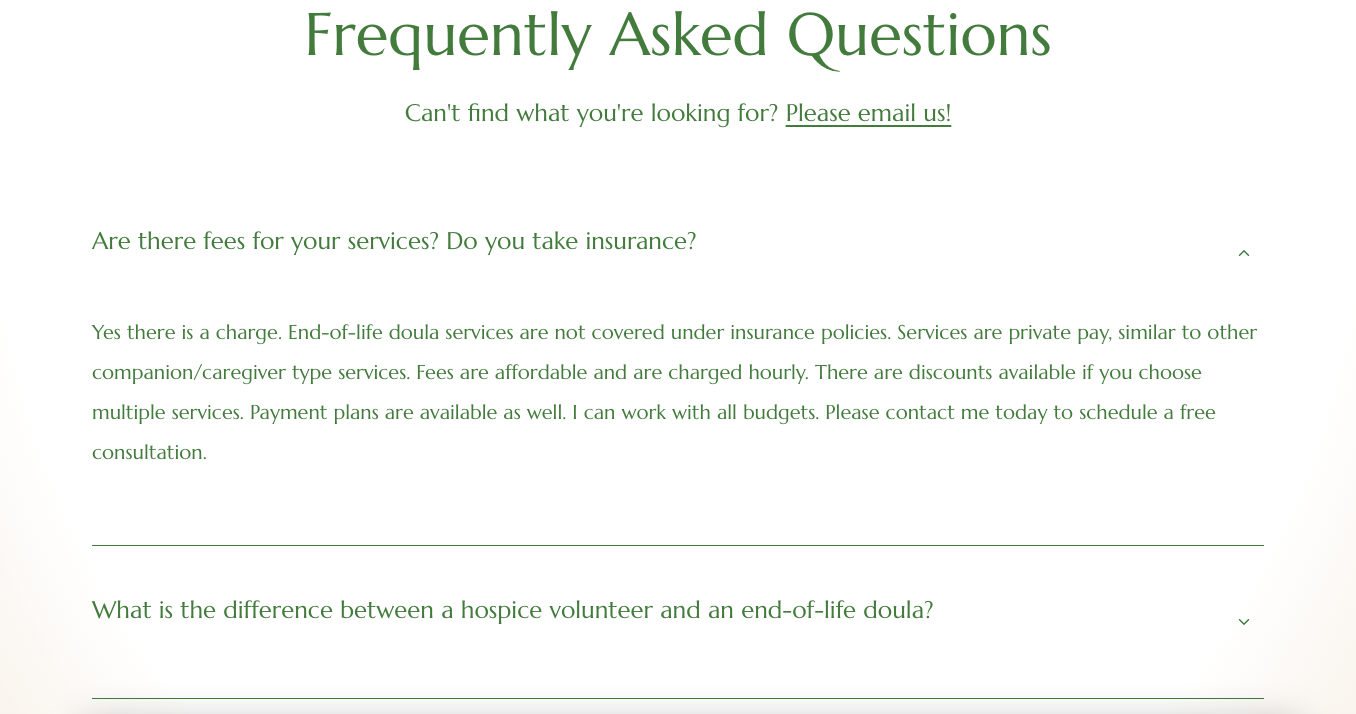 Frequently Asked Questions
Can't find what you're looking for? Please email us!
Are there fees for your services? Do you take insurance?
Yes there is a charge. End-of-life doula services are not covered under insurance policies. Services are private pay, similar to other
companion/caregiver type services. Fees are affordable and are charged hourly. There are discounts available if you choose
multiple services. Payment plans are available as well. I can work with all budgets. Please contact me today to schedule a free
consultation.
What is the difference between a hospice volunteer and an end-of-life doula?